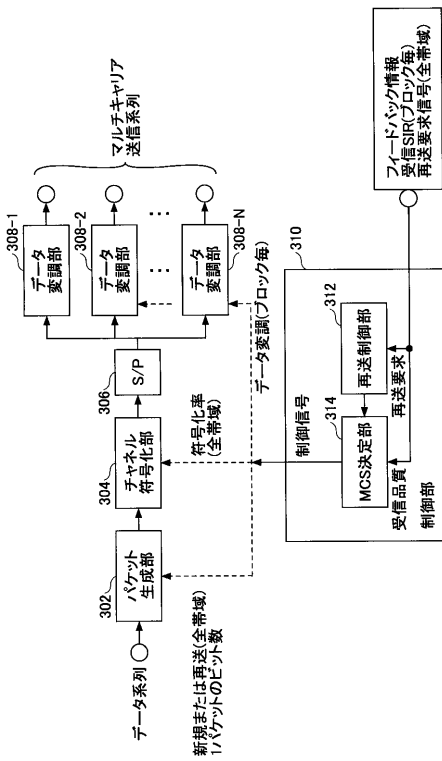 データ系列
302
パケット
生成部
304
チャネル
符号化部
306
S/P
308-1
データ
変調部
308-2
データ
変調部
308-N
データ
変調部
マルチキャリア
送信系列
新規または再送(全帯域)
1パケットのビット数
符号化率
(全帯域)
データ変調(ブロック毎)
制御信号
310
312
再送制御部
314
MCS決定部
再送要求
受信品質
制御部
フィードバック情報
受信SIR(ブロック毎)
再送要求信号(全帯域)